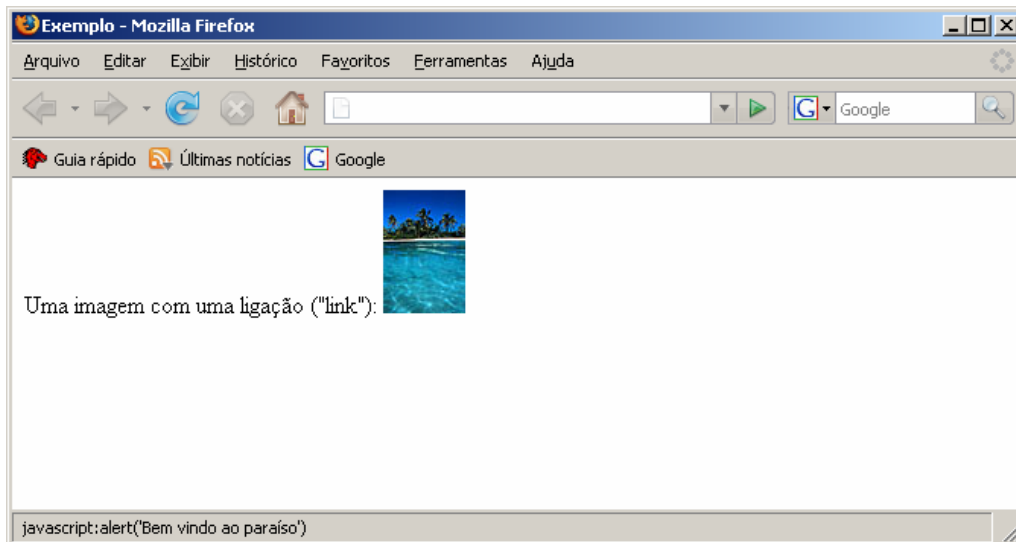 Exemplo - Mozilla Firefox
Arquivo Editar Exibir Histórico Favoritos Ferramentas Ajuda
G Google
Guia rápido Últimas notícias G Google
Uma imagem com uma ligação ("link"):
javascript:alert('Bem vindo ao paraíso')